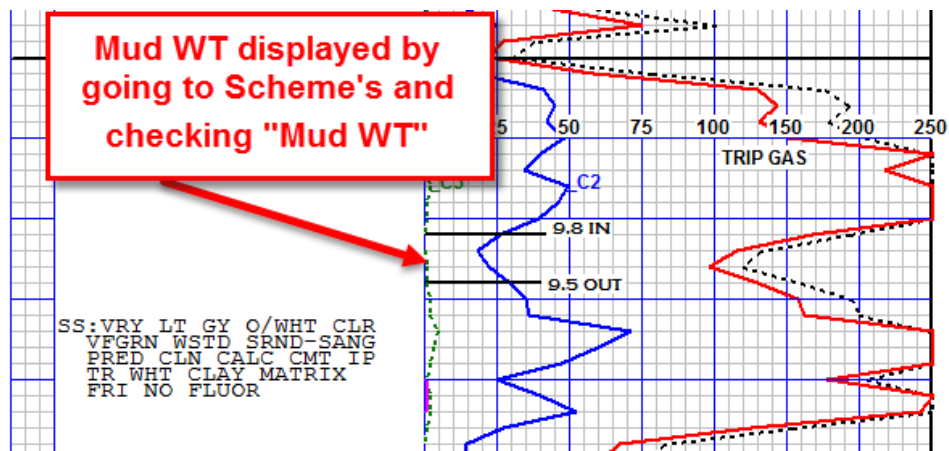 Mud WT displayed by
going to Scheme's and
checking "Mud WT"
25 50 75 100 150 200 250
TRIP GAS
C3 C2
9.8 IN
9.5 OUT
SS:VRY LT GY O/WHT CLR
VFGRN WSTD SRND-SANG
PRED CLN CALC CMT IP
TR WHT CLAY MATRIX
FRI NO FLUOR